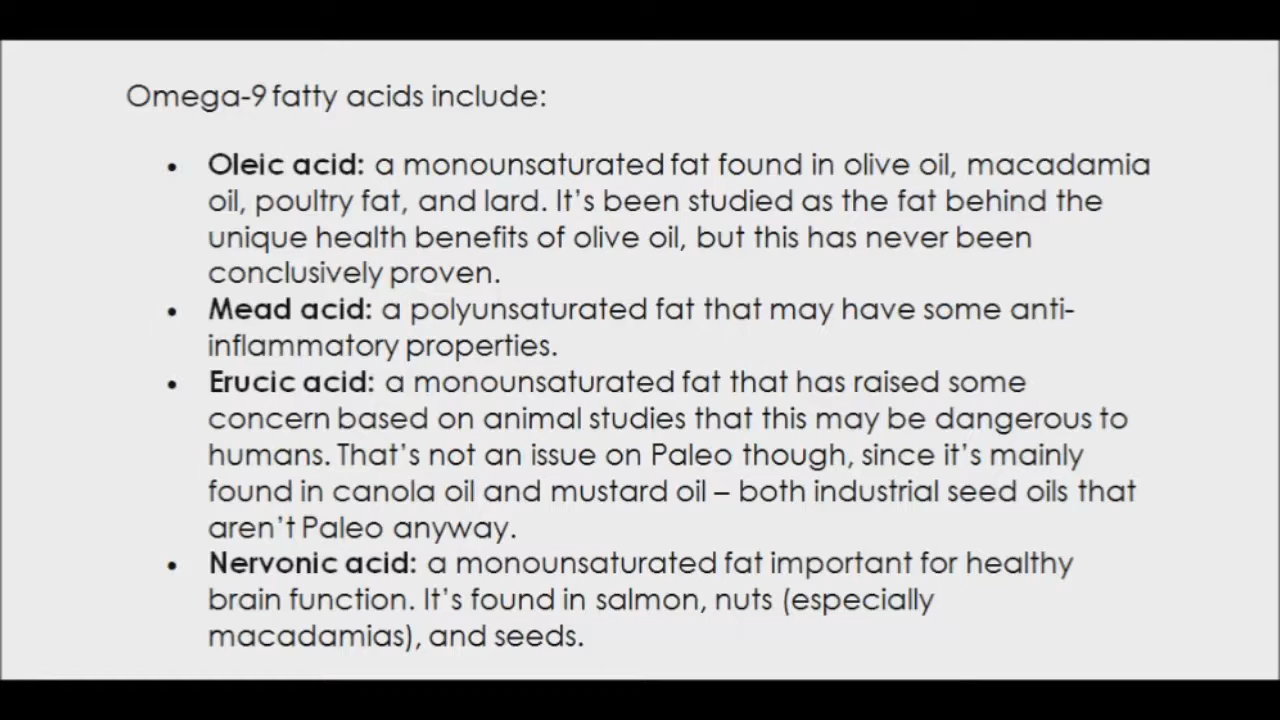 Omega-9 fatty acids include:
• Oleic acid: a monounsaturated fat found in olive oil, macadamia
oil, poultry fat, and lard. It's been studied as the fat behind the
unique health benefits of olive oil, but this has never been
conclusively proven.
• Mead acid: a polyunsaturated fat that may have some anti-
inflammatory properties.
• Erucic acid: a monounsaturated fat that has raised some
concern based on animal studies that this may be dangerous to
humans. That's not an issue on Paleo though, since it's mainly
found in canola oil and mustard oil – both industrial seed oils that
aren't Paleo anyway.
• Nervonic acid: a monounsaturated fat important for healthy
brain function. It's found in salmon, nuts (especially
macadamias), and seeds.